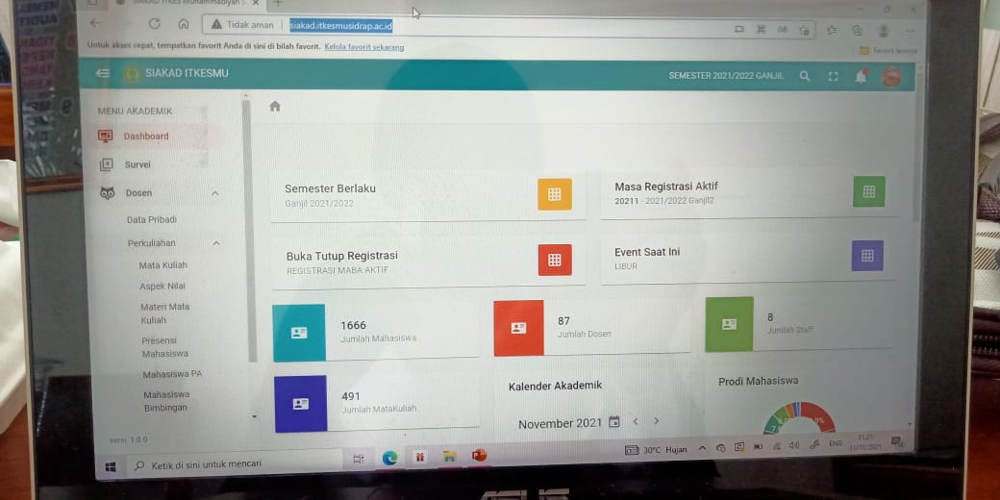 Tidak aman
siakad.itkesmusidrap.ac.id
Untuk akses cepat, tempatkan favorit Anda di sini di bilah favorit. Kelola favorit sekarang
Favorit lainnya
SIAKAD ITKESMU
SEMESTER 2021/2022 GANJIL
MENU AKADEMIK
Dashboard
Survei
Dosen
Data Pribadi
Perkuliahan
Mata Kuliah
Aspek Nilai
Materi Mata
Kuliah
Presensi
Mahasiswa
Mahasiswa PA
Mahasiswa
Bimbingan
versi 1.0.0
Semester Berlaku
Ganjil 2021/2022
Masa Registrasi Aktif
20211 - 2021/2022 Ganjil2
Buka Tutup Registrasi
REGISTRASI MABA AKTIF
Event Saat Ini
LIBUR
1666
Jumlah Mahasiswa
87
Jumlah Dosen
8
Jumlah Staff
491
Jumlah MataKuliah
Kalender Akademik
November 2021
Prodi Mahasiswa
Ketik di sini untuk mencari
30°C Hujan
ENG
11.21
11/11/2021
ASUS